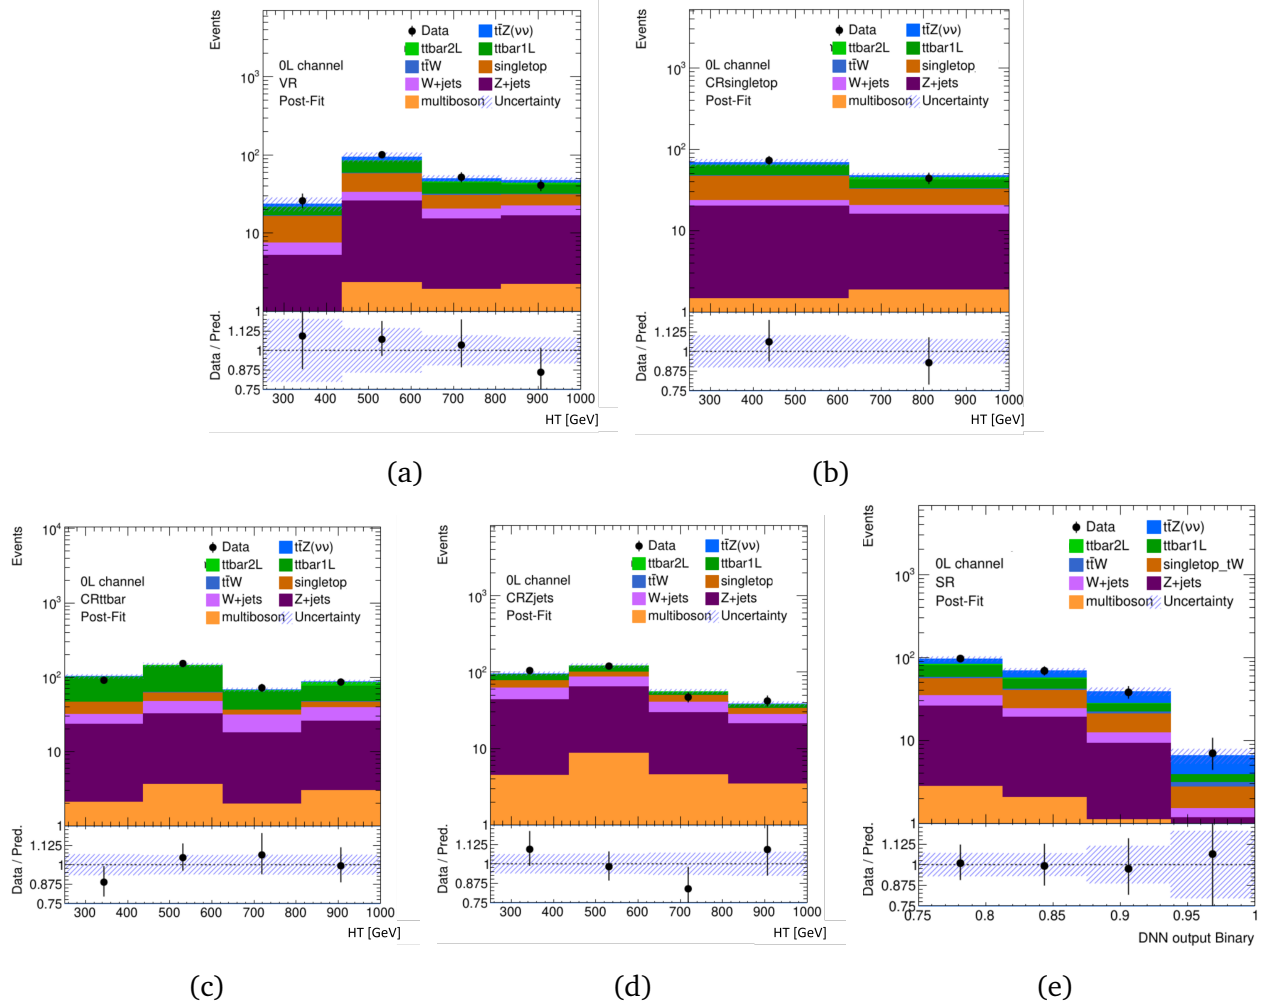 Events
Data
tt̄Z(νν)
ttbar2L
ttbar1L
0L channel
tt̄W
singletop
VR
W+jets
Z+jets
Post-Fit
multiboson
Uncertainty
10³
10²
10
1
Data / Pred.
1.125
1
0.875
0.75
300 400 500 600 700 800 900 1000
HT [GeV]
(a)
Events
Data
tt̄Z(νν)
ttbar2L
ttbar1L
0L channel
tt̄W
singletop
CRsingletop
W+jets
Z+jets
Post-Fit
multiboson
Uncertainty
10³
10²
10
1
Data / Pred.
1.125
1
0.875
0.75
300 400 500 600 700 800 900 1000
HT [GeV]
(b)
Events
10⁴
Data
tt̄Z(νν)
ttbar2L
ttbar1L
0L channel
tt̄W
singletop
CRttbar
W+jets
Z+jets
Post-Fit
multiboson
Uncertainty
10³
10²
10
1
Data / Pred.
1.125
1
0.875
0.75
300 400 500 600 700 800 900 1000
HT [GeV]
(c)
Events
Data
tt̄Z(νν)
ttbar2L
ttbar1L
0L channel
tt̄W
singletop
CRZjets
W+jets
Z+jets
Post-Fit
multiboson
Uncertainty
10³
10²
10
1
Data / Pred.
1.125
1
0.875
0.75
300 400 500 600 700 800 900 1000
HT [GeV]
(d)
Events
Data
tt̄Z(νν)
ttbar2L
ttbar1L
0L channel
tt̄W
singletop_tW
SR
W+jets
Z+jets
Post-Fit
multiboson
Uncertainty
10³
10²
10
1
Data / Pred.
1.125
1
0.875
0.75
0.75 0.8 0.85 0.9 0.95 1
DNN output Binary
(e)